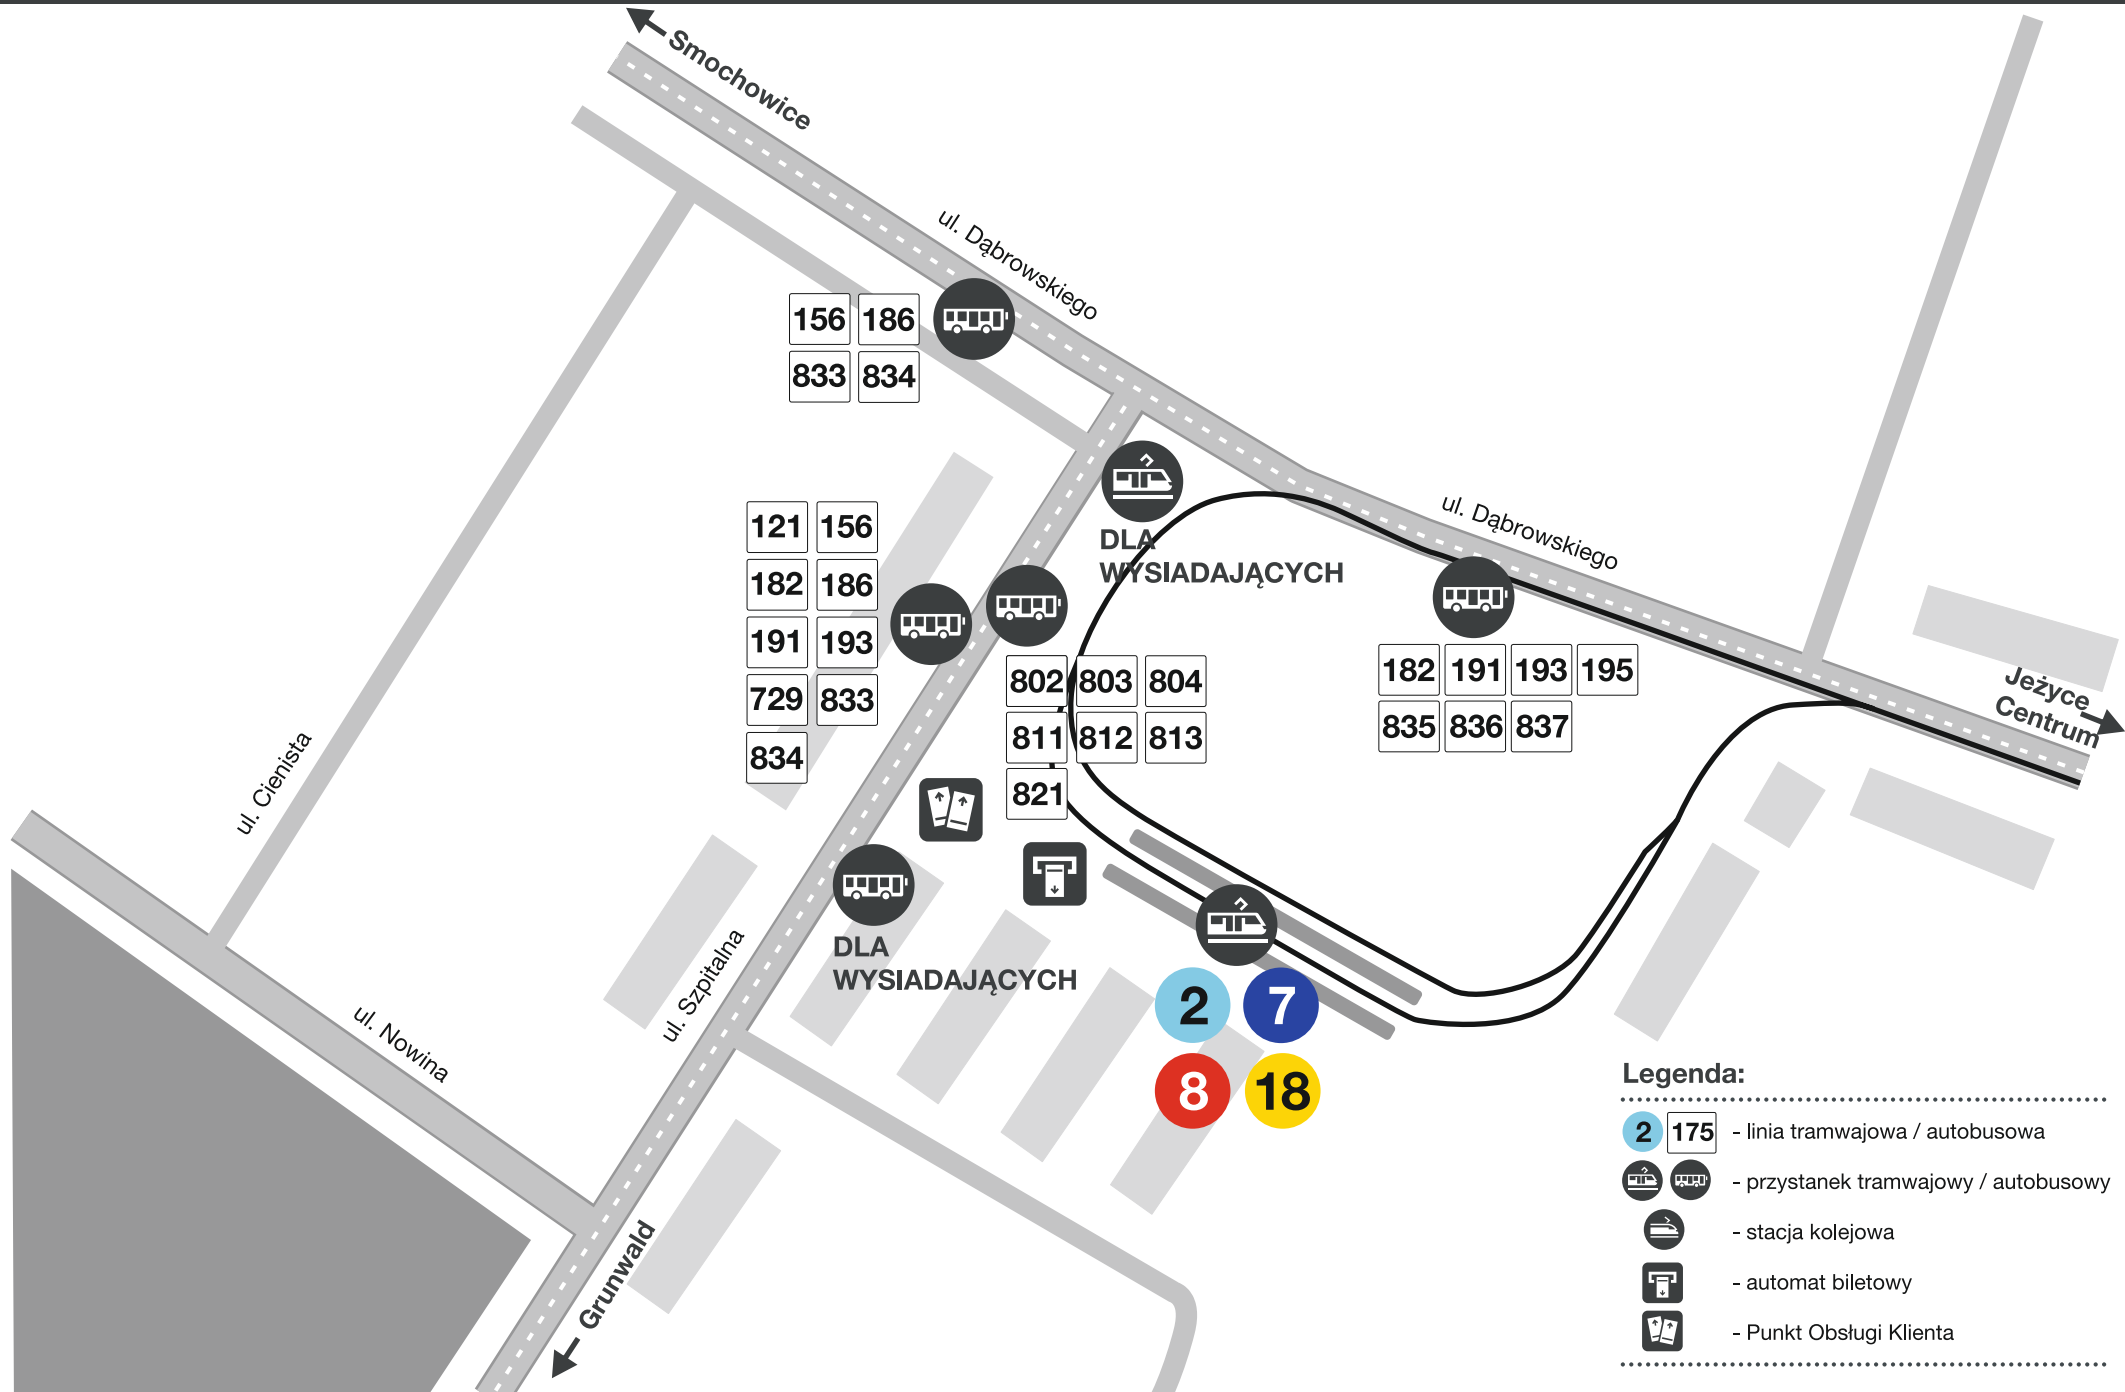 Smochowice
ul. Dąbrowskiego
156 186
833 834
ul. Dąbrowskiego
DLA
WYSIADAJĄCYCH
121 156
182 186
191 193
729 833
834
802 803 804
811 812 813
821
182 191 193 195
835 836 837
Jeżyce
Centrum
ul. Cienista
DLA
WYSIADAJĄCYCH
ul. Szpitalna
ul. Nowina
2 7
8 18
Grunwald
Legenda:
2 175 - linia tramwajowa / autobusowa
- przystanek tramwajowy / autobusowy
- stacja kolejowa
- automat biletowy
- Punkt Obsługi Klienta